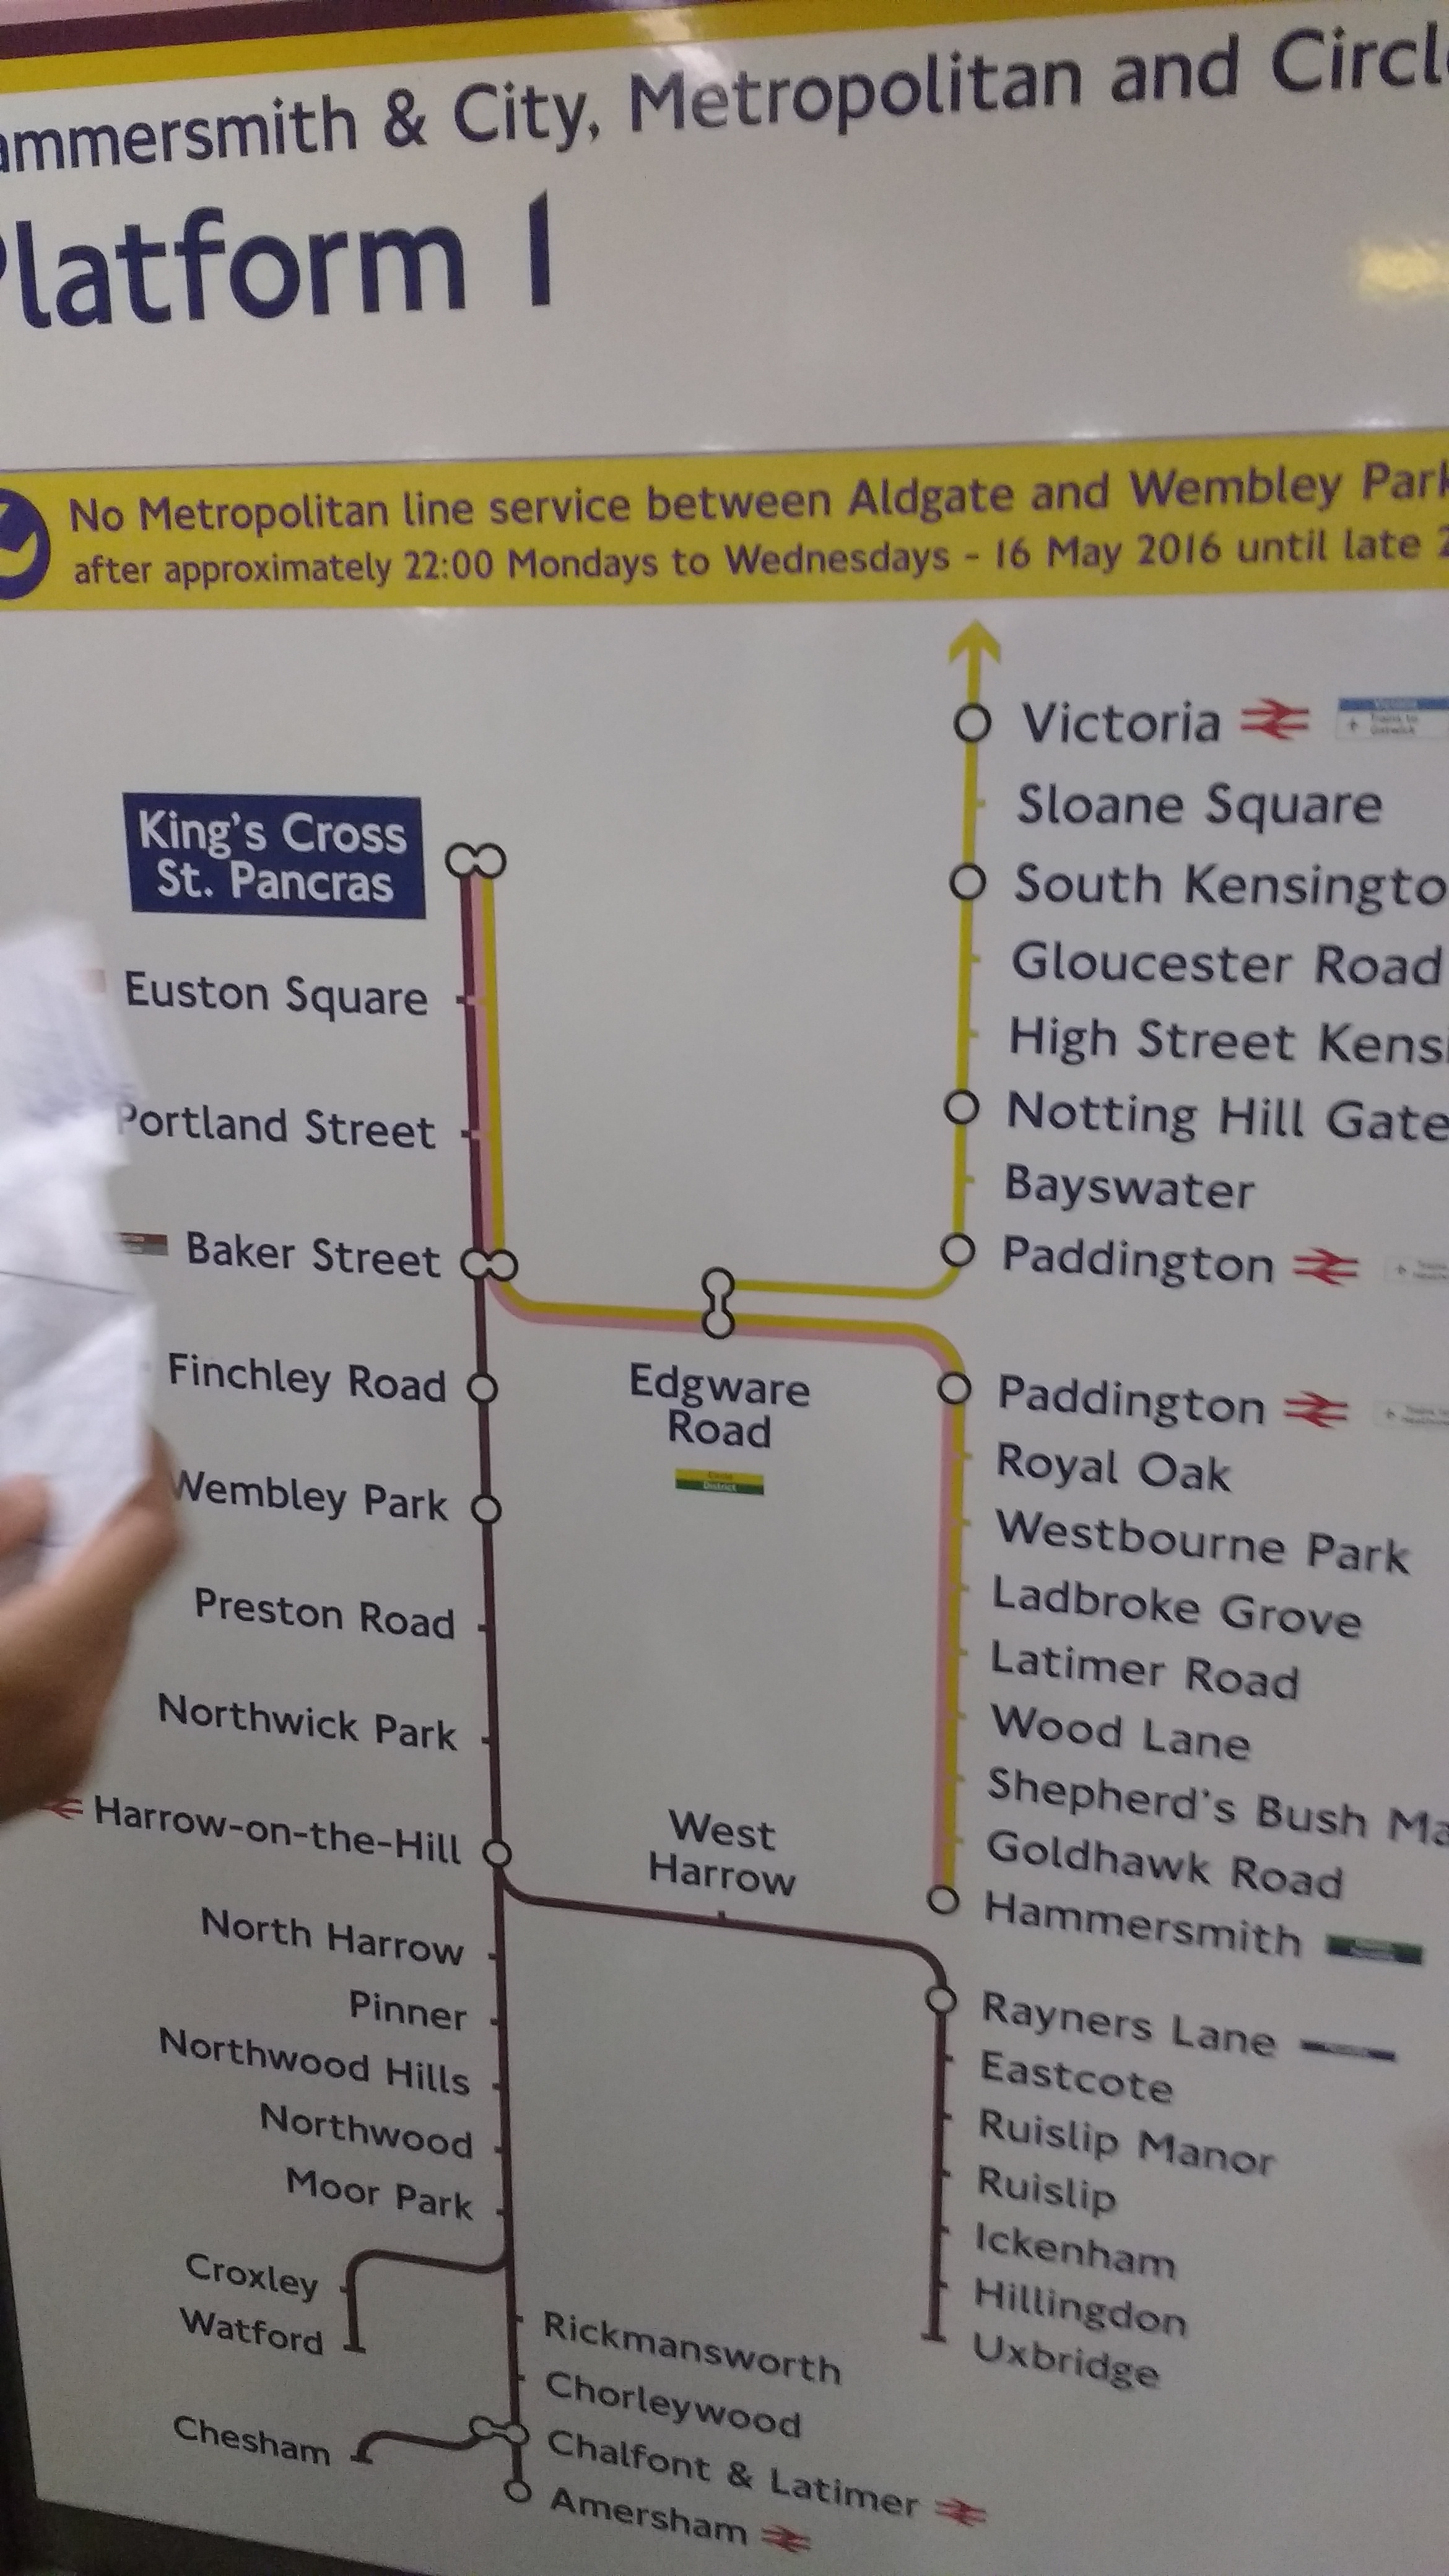 ammersmith & City, Metropolitan and Circl
Platform 1
No Metropolitan line service between Aldgate and Wembley Park
after approximately 22:00 Mondays to Wednesdays - 16 May 2016 until late 2
Victoria
Sloane Square
South Kensingto
Gloucester Road
High Street Kens
Notting Hill Gate
Bayswater
Paddington
King's Cross
St. Pancras
Euston Square
Portland Street
Baker Street
Finchley Road
Wembley Park
Preston Road
Northwick Park
Harrow-on-the-Hill
North Harrow
Pinner
Northwood Hills
Northwood
Moor Park
Croxley
Watford
Chesham
Edgware
Road
Circle
District
West
Harrow
Paddington
Royal Oak
Westbourne Park
Ladbroke Grove
Latimer Road
Wood Lane
Shepherd's Bush Ma
Goldhawk Road
Hammersmith
Rayners Lane
Eastcote
Ruislip Manor
Ruislip
Ickenham
Hillingdon
Uxbridge
Rickmansworth
Chorleywood
Chalfont & Latimer
Amersham